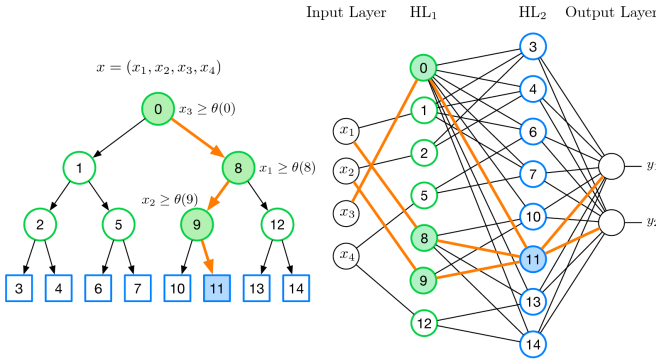 Input Layer HL₁ HL₂ Output Layer
x = (x₁, x₂, x₃, x₄)
0 x₃ ≥ θ(0)
1 8 x₁ ≥ θ(8)
x₂ ≥ θ(9)
2 5 9 12
3 4 6 7 10 11 13 14
x₁
x₂
x₃
x₄
0
1
2
5
8
9
12
3
4
6
7
10
11
13
14
y₁
y₂